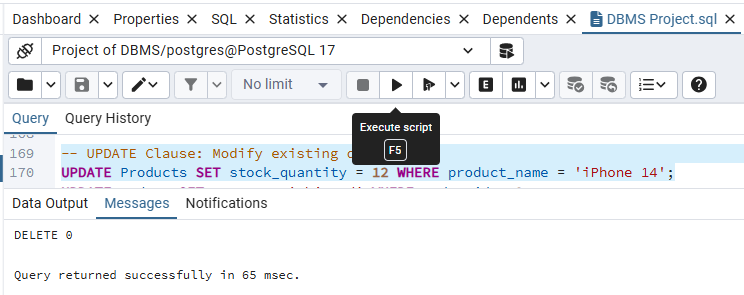 Dashboard Properties SQL Statistics Dependencies Dependents DBMS Project.sql
Project of DBMS/postgres@PostgreSQL 17
No limit
E
Query Query History
Execute script
F5
169 -- UPDATE Clause: Modify existing
170 UPDATE Products SET stock_quantity = 12 WHERE product_name = 'iPhone 14';
Data Output Messages Notifications
DELETE 0
Query returned successfully in 65 msec.